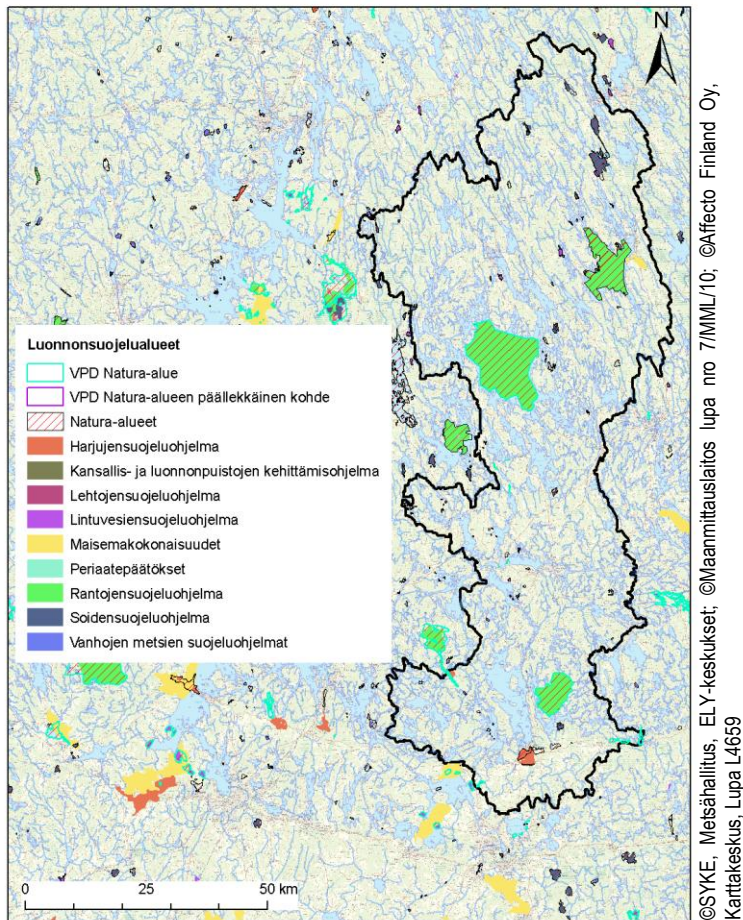 N
Luonnonsuojelualueet
VPD Natura-alue
VPD Natura-alueen päällekkäinen kohde
Natura-alueet
Harjujensuojeluohjelma
Kansallis- ja luonnonpuistojen kehittämisohjelma
Lehtojensuojeluohjelma
Lintuvesiensuojeluohjelma
Maisemakokonaisuudet
Periaatepäätökset
Rantojensuojeluohjelma
Soidensuojeluohjelma
Vanhojen metsien suojeluohjelmat
0 25 50 km
©SYKE, Metsähallitus, ELY-keskukset; ©Maanmittauslaitos lupa nro 7/MML/10; ©Affecto Finland Oy,
Karttakeskus, Lupa L4659